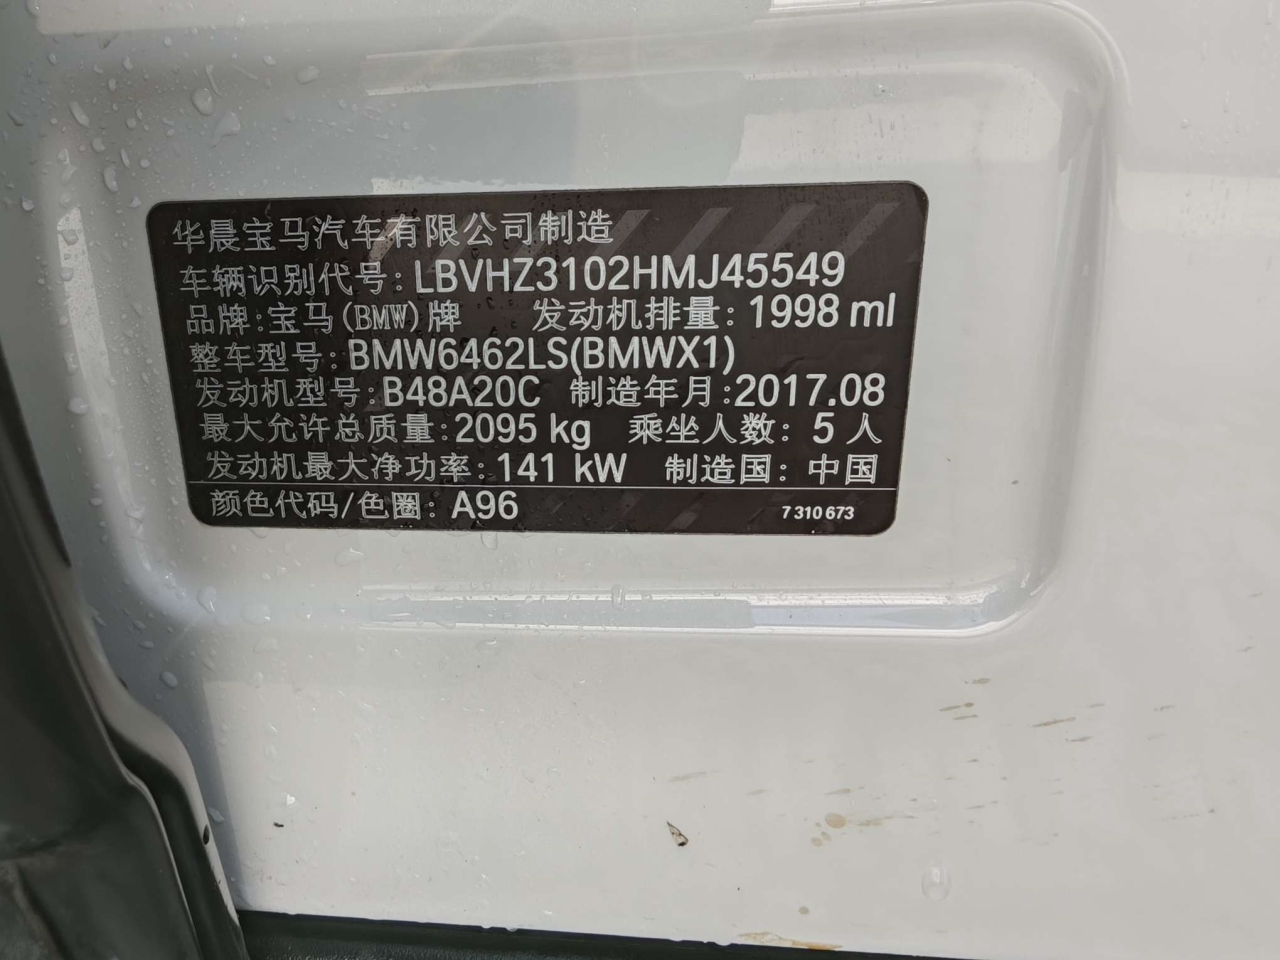 华晨宝马汽车有限公司制造
车辆识别代号: LBVHZ3102HMJ45549
品牌:宝马(BMW)牌 发动机排量: 1998 ml
整车型号: BMW6462LS(BMWX1)
发动机型号: B48A20C 制造年月:2017.08
最大允许总质量: 2095 kg 乘坐人数: 5 人
发动机最大净功率: 141 kW 制造国: 中国
颜色代码/色圈: A96 7 310 673